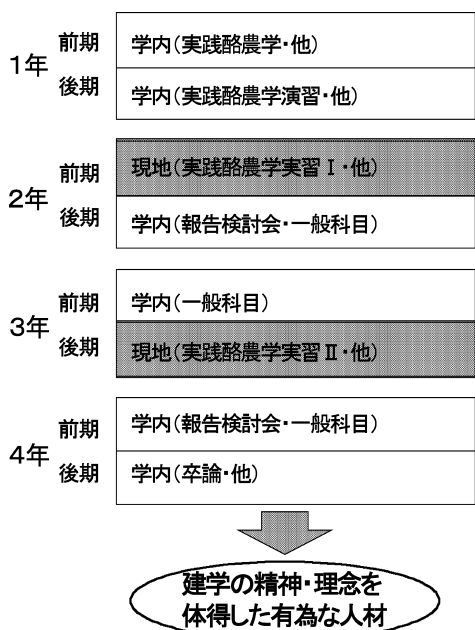 1年
前期 学内(実践酪農学・他)
後期 学内(実践酪農学演習・他)
2年
前期 現地(実践酪農学実習Ⅰ・他)
後期 学内(報告検討会・一般科目)
3年
前期 学内(一般科目)
後期 現地(実践酪農学実習Ⅱ・他)
4年
前期 学内(報告検討会・一般科目)
後期 学内(卒論・他)
建学の精神・理念を
体得した有為な人材